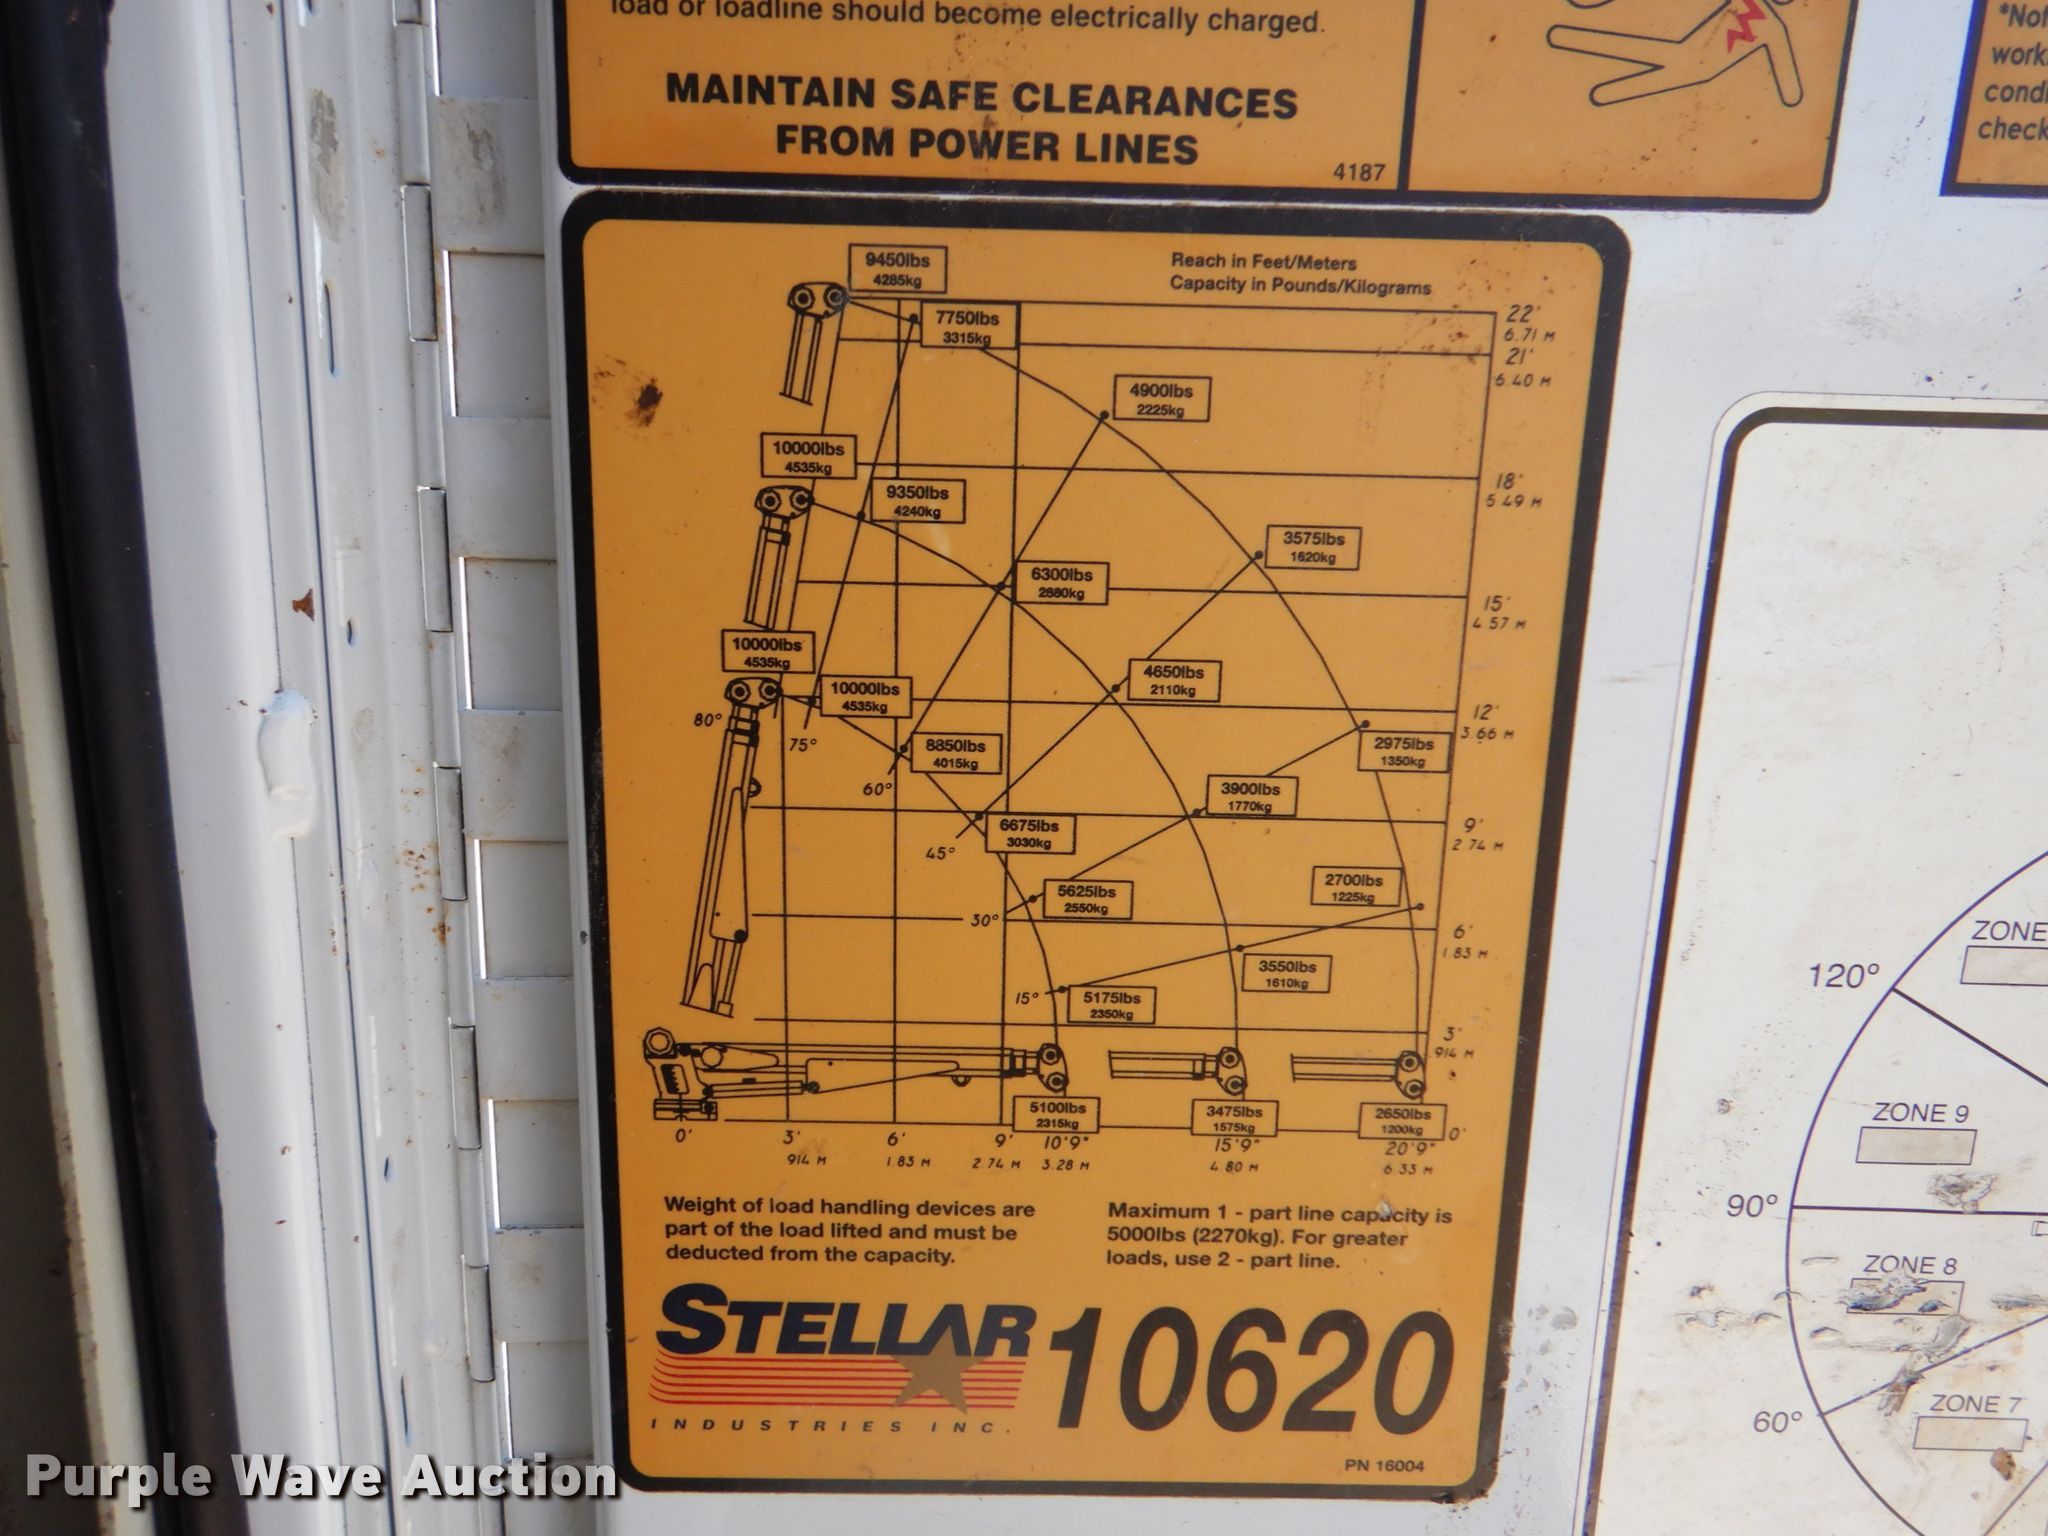 load or loadline should become electrically charged.
MAINTAIN SAFE CLEARANCES
FROM POWER LINES
4187
*Not
work
condi
check
Reach in Feet/Meters
Capacity in Pounds/Kilograms
9450lbs
4285kg
7750lbs
3315kg
22'
6.71 M
21'
6.40 M
4900lbs
2225kg
10000lbs
4535kg
18'
5 49 M
9350lbs
4240kg
3575lbs
1620kg
6300lbs
2880kg
15'
4 57 M
10000lbs
4535kg
4650lbs
2110kg
10000lbs
4535kg
80°
75°
12'
3.66 M
2975lbs
1350kg
8850lbs
4015kg
60°
3900lbs
1770kg
9'
2 74 M
6675lbs
3030kg
45°
2700lbs
1225kg
5625lbs
2550kg
30°
6'
1.83 M
3550lbs
1610kg
15°
5175lbs
2350kg
3'
.914 M
5100lbs
2315kg
3475lbs
1575kg
2650lbs
1200kg
0'
0' 3' 6' 9' 10'9" 15'9" 20'9"
914 M 1.83 M 2.74 M 3.28 M 4 80 M 6 33 M
Weight of load handling devices are
part of the load lifted and must be
deducted from the capacity.
Maximum 1 - part line capacity is
5000lbs (2270kg). For greater
loads, use 2 - part line.
STELLAR
INDUSTRIES INC.
10620
PN 16004
ZONE
120°
ZONE 9
90°
ZONE 8
60°
ZONE 7
Purple Wave Auction